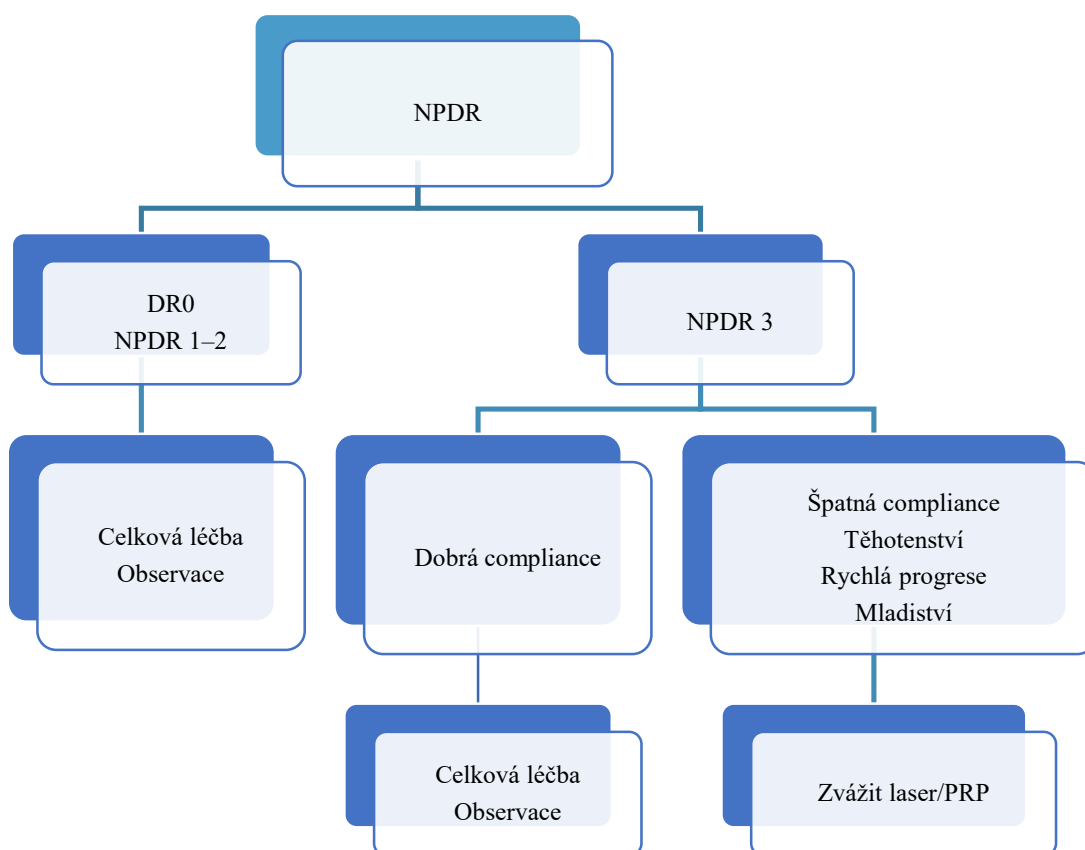 NPDR
DR0
NPDR 1–2
NPDR 3
Celková léčba
Observace
Dobrá compliance
Špatná compliance
Těhotenství
Rychlá progrese
Mladiství
Celková léčba
Observace
Zvážit laser/PRP